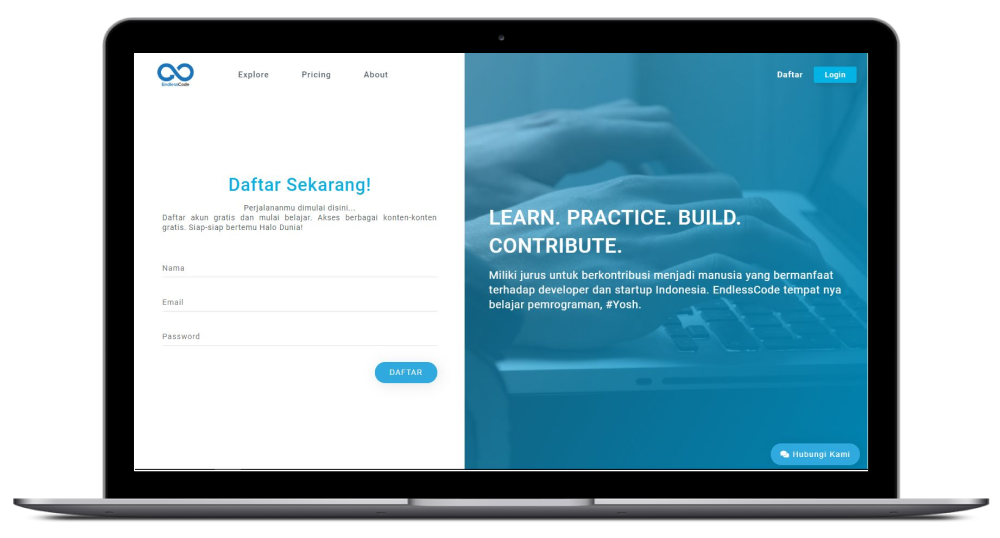 EndlessCode
Explore Pricing About
Daftar Login
Daftar Sekarang!
Perjalananmu dimulai disini...
Daftar akun gratis dan mulai belajar. Akses berbagai konten-konten
gratis. Siap-siap bertemu Halo Dunia!
Nama
Email
Password
DAFTAR
LEARN. PRACTICE. BUILD.
CONTRIBUTE.
Miliki jurus untuk berkontribusi menjadi manusia yang bermanfaat
terhadap developer dan startup Indonesia. EndlessCode tempat nya
belajar pemrograman, #Yosh.
Hubungi Kami